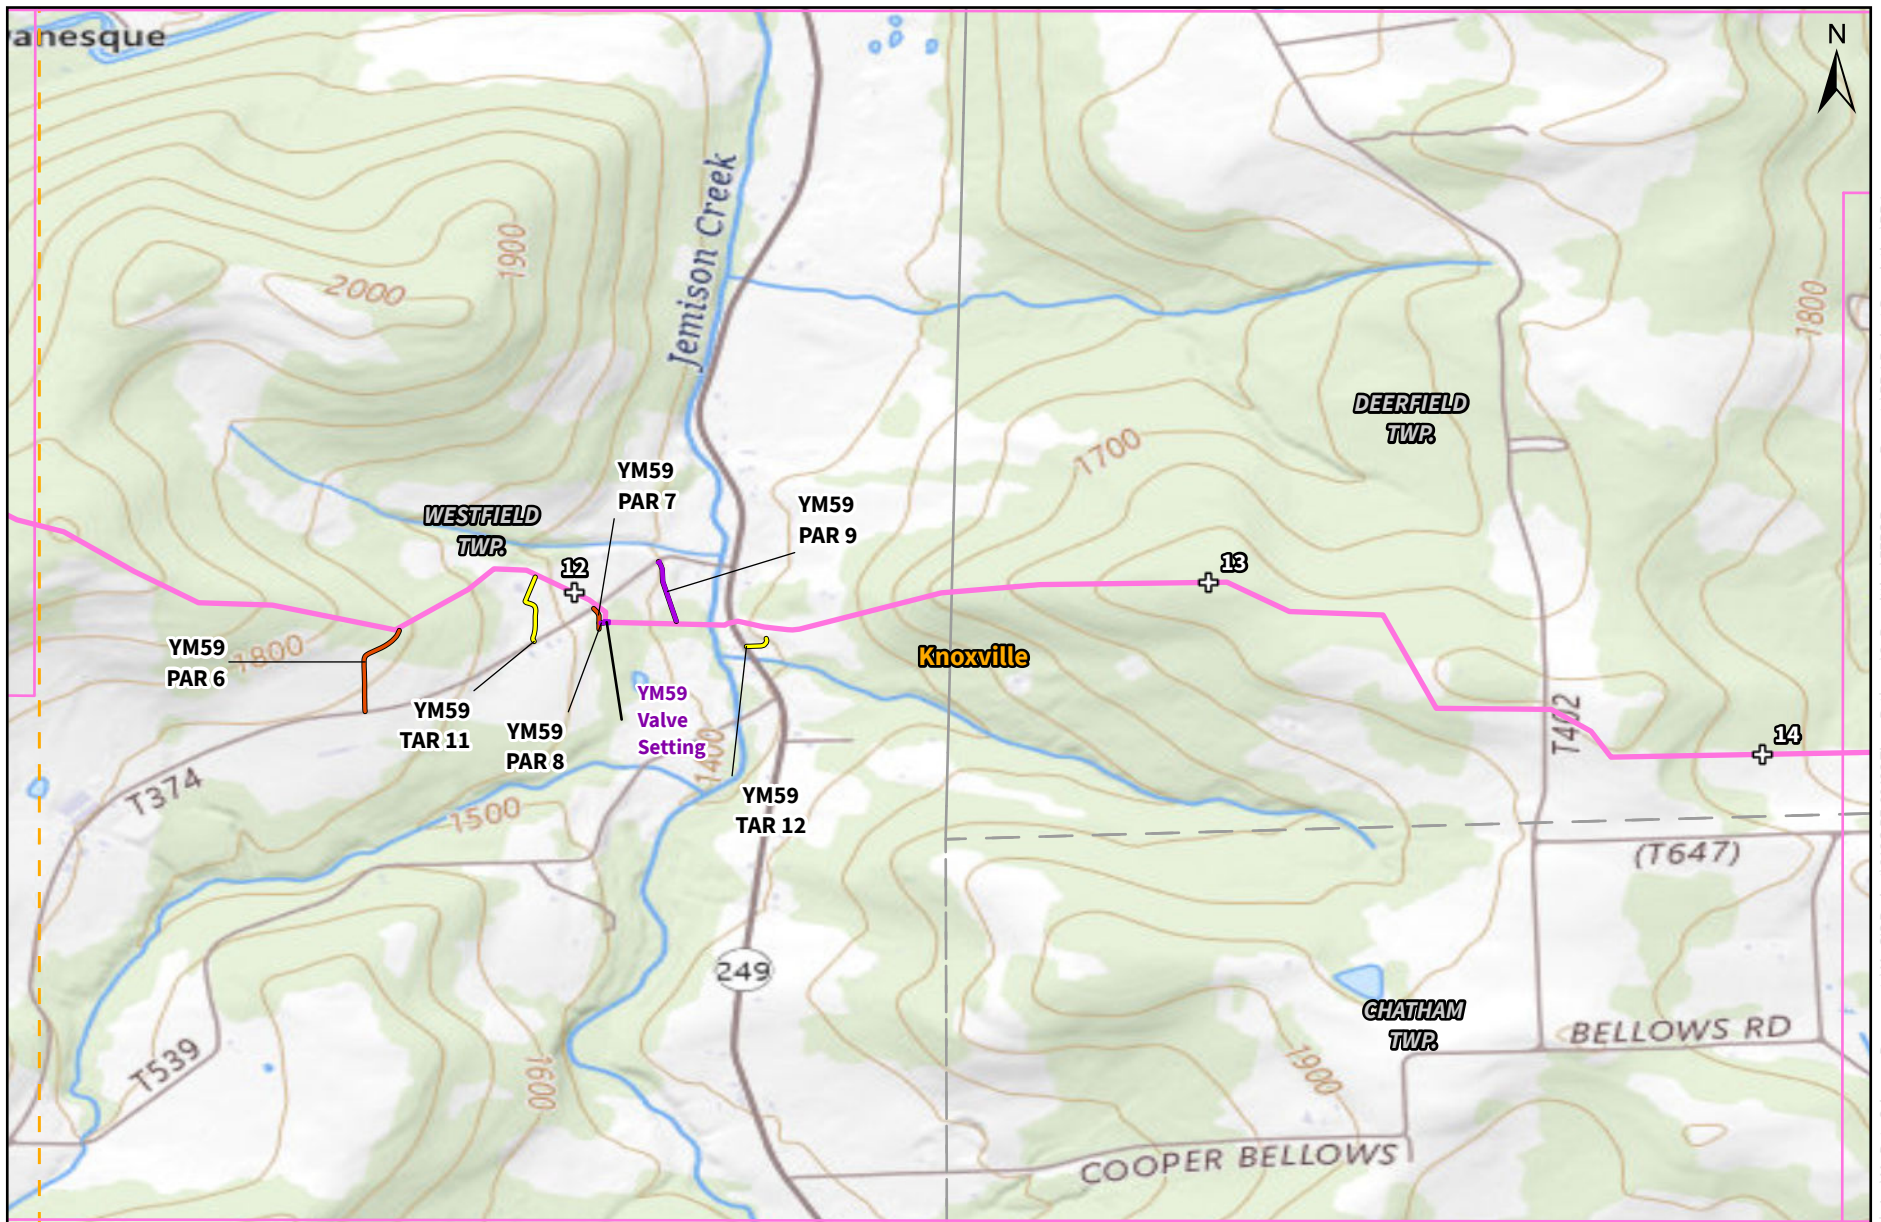 anesque
N
Jemison Creek
1900
2000
1800
DEERFIELD
TWP.
1700
YM59
PAR 7
YM59
PAR 9
WESTFIELD
TWP.
12
13
YM59
PAR 6
1800
Knoxville
YM59
TAR 11
YM59
PAR 8
YM59
Valve
Setting
1400
T402
14
T374
1500
YM59
TAR 12
(T647)
249
CHATHAM
TWP.
BELLOWS RD
T539
1600
1900
COOPER BELLOWS